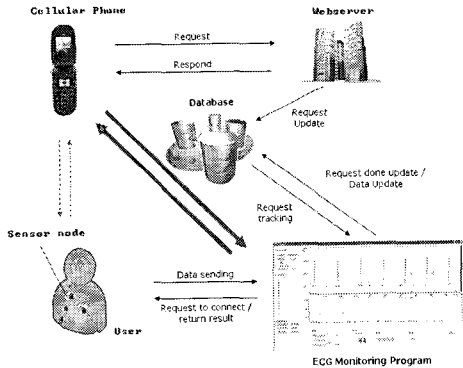 Cellular Phone
Webserver
Request
Respond
Database
Request
Update
Request done update /
Data Update
Request
tracking
Sensor node
Data sending
Request to connect /
return result
User
ECG Monitoring Program